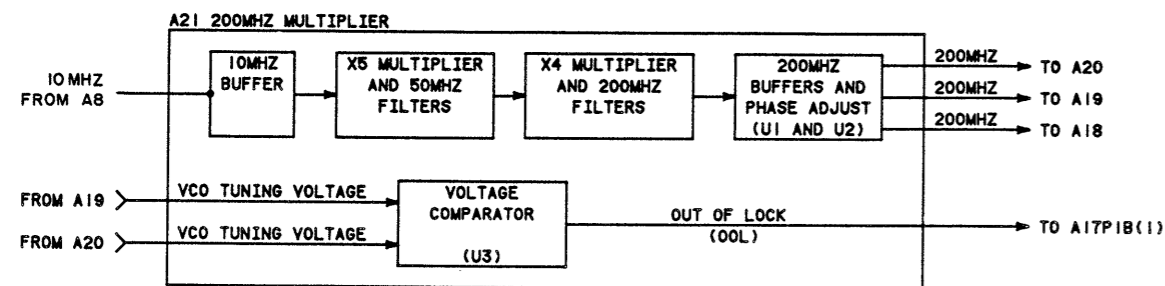 A21 200MHZ MULTIPLIER
10MHZ
BUFFER
X5 MULTIPLIER
AND 50MHZ
FILTERS
X4 MULTIPLIER
AND 200MHZ
FILTERS
200MHZ
BUFFERS AND
PHASE ADJUST
(U1 AND U2)
10MHZ
FROM A8
200MHZ
TO A20
200MHZ
TO A19
200MHZ
TO A18
FROM A19
VCO TUNING VOLTAGE
FROM A20
VCO TUNING VOLTAGE
VOLTAGE
COMPARATOR
(U3)
OUT OF LOCK
(OOL)
TO A17P1B(1)